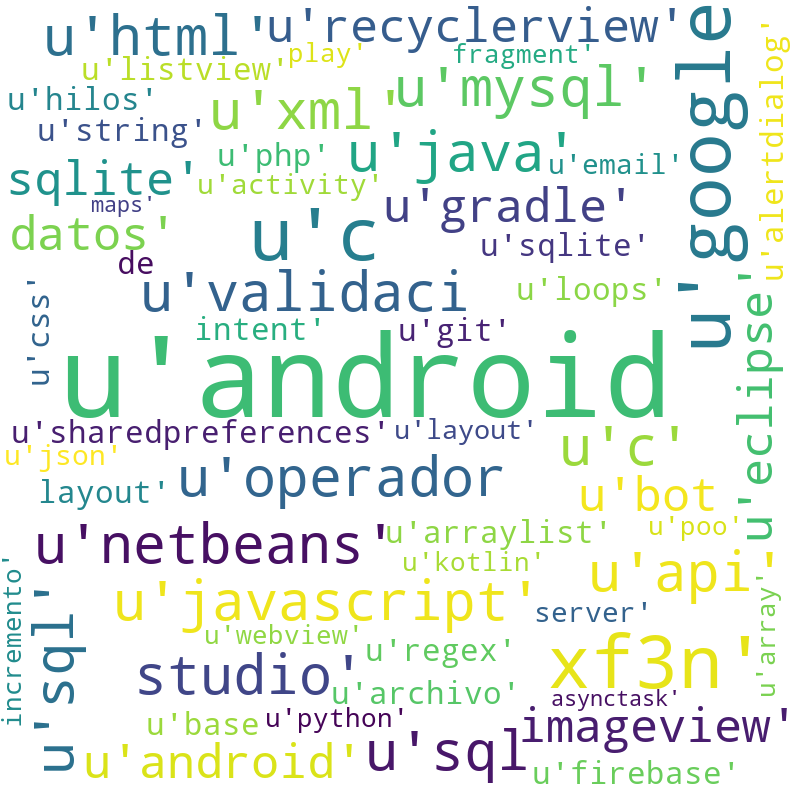 u'html'
u'recyclerview'
u'google
play'
fragment'
u'alertdialog'
u'listview'
u'mysql'
u'hilos'
u'xml'
u'string'
u'java'
u'php'
u'email'
sqlite'
u'activity'
maps'
u'gradle'
datos'
u'c
u'sqlite'
de
u'validaci
u'loops'
u'css'
u'eclipse'
intent'
u'git'
u'android
u'sharedpreferences'
u'layout'
u'c'
u'json'
u'operador
layout'
u'bot
u'netbeans'
u'arraylist'
u'poo'
u'kotlin'
u'api'
incremento'
u'javascript'
u'array'
u'sql'
server'
u'webview'
u'regex'
xf3n'
studio'
u'archivo'
asynctask'
u'base
u'python'
imageview'
u'android'
u'sql
u'firebase'